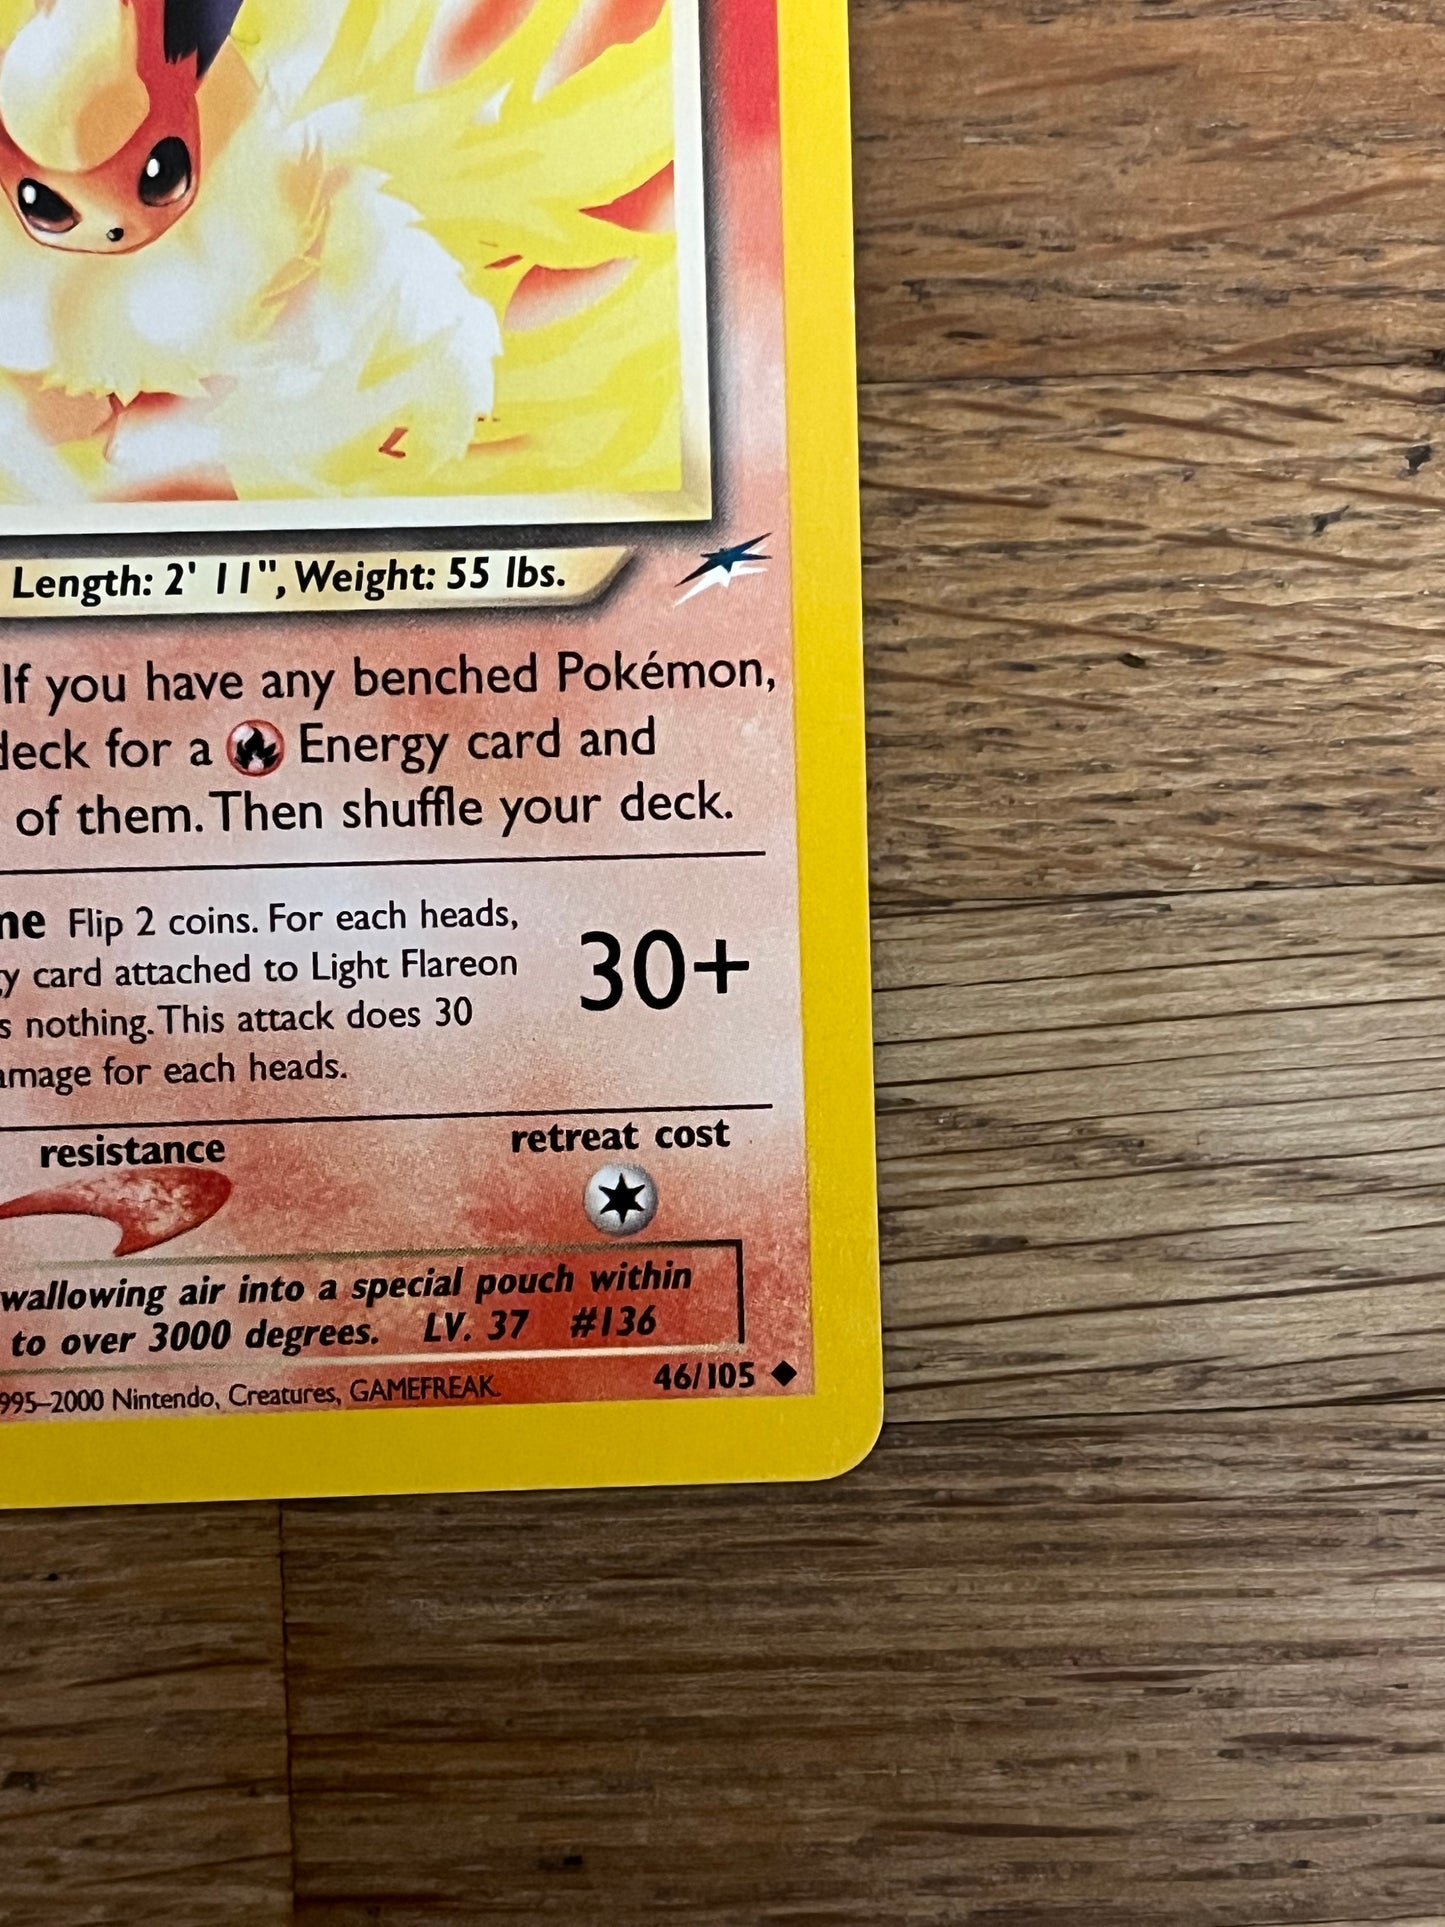 Length: 2' 11", Weight: 55 lbs.
If you have any benched Pokémon,
deck for a Energy card and
of them. Then shuffle your deck.
me Flip 2 coins. For each heads,
y card attached to Light Flareon
s nothing. This attack does 30
amage for each heads.
30+
resistance
retreat cost
wallowing air into a special pouch within
to over 3000 degrees. LV. 37 #136
995–2000 Nintendo, Creatures, GAMEFREAK.
46/105 ◆